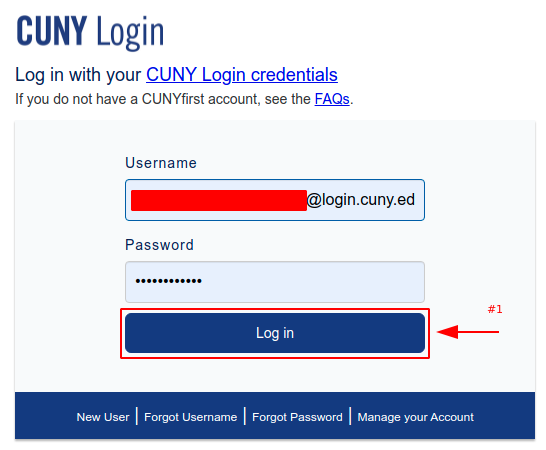 CUNY Login
Log in with your CUNY Login credentials
If you do not have a CUNYfirst account, see the FAQs.
Username
@login.cuny.ed
Password
••••••••••••
#1
Log in
New User | Forgot Username | Forgot Password | Manage your Account